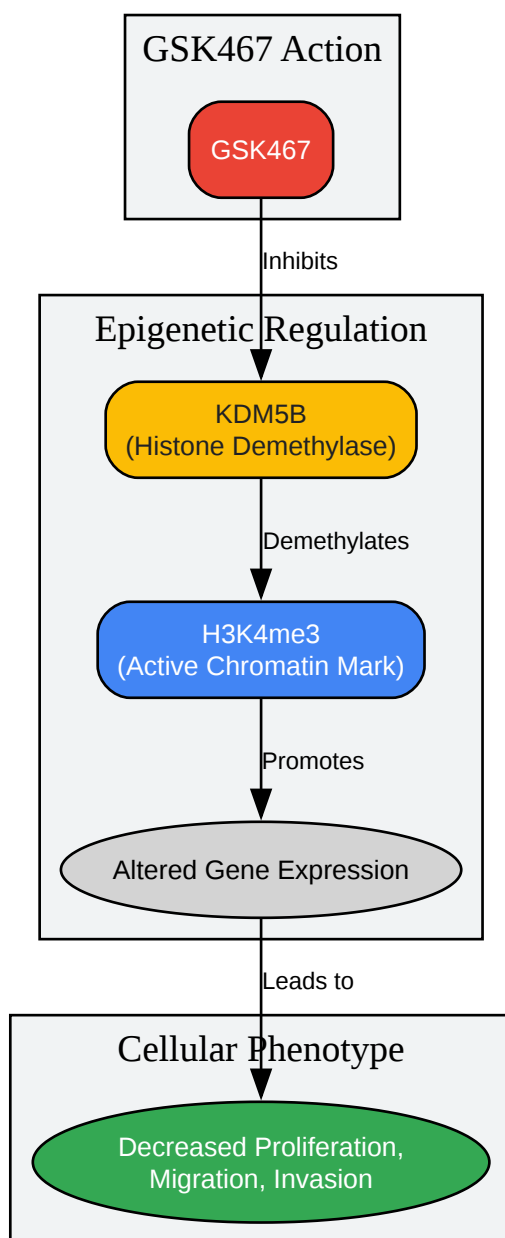 GSK467 Action
GSK467
Inhibits
Epigenetic Regulation
KDM5B
(Histone Demethylase)
Demethylates
H3K4me3
(Active Chromatin Mark)
Promotes
Altered Gene Expression
Leads to
Cellular Phenotype
Decreased Proliferation,
Migration, Invasion